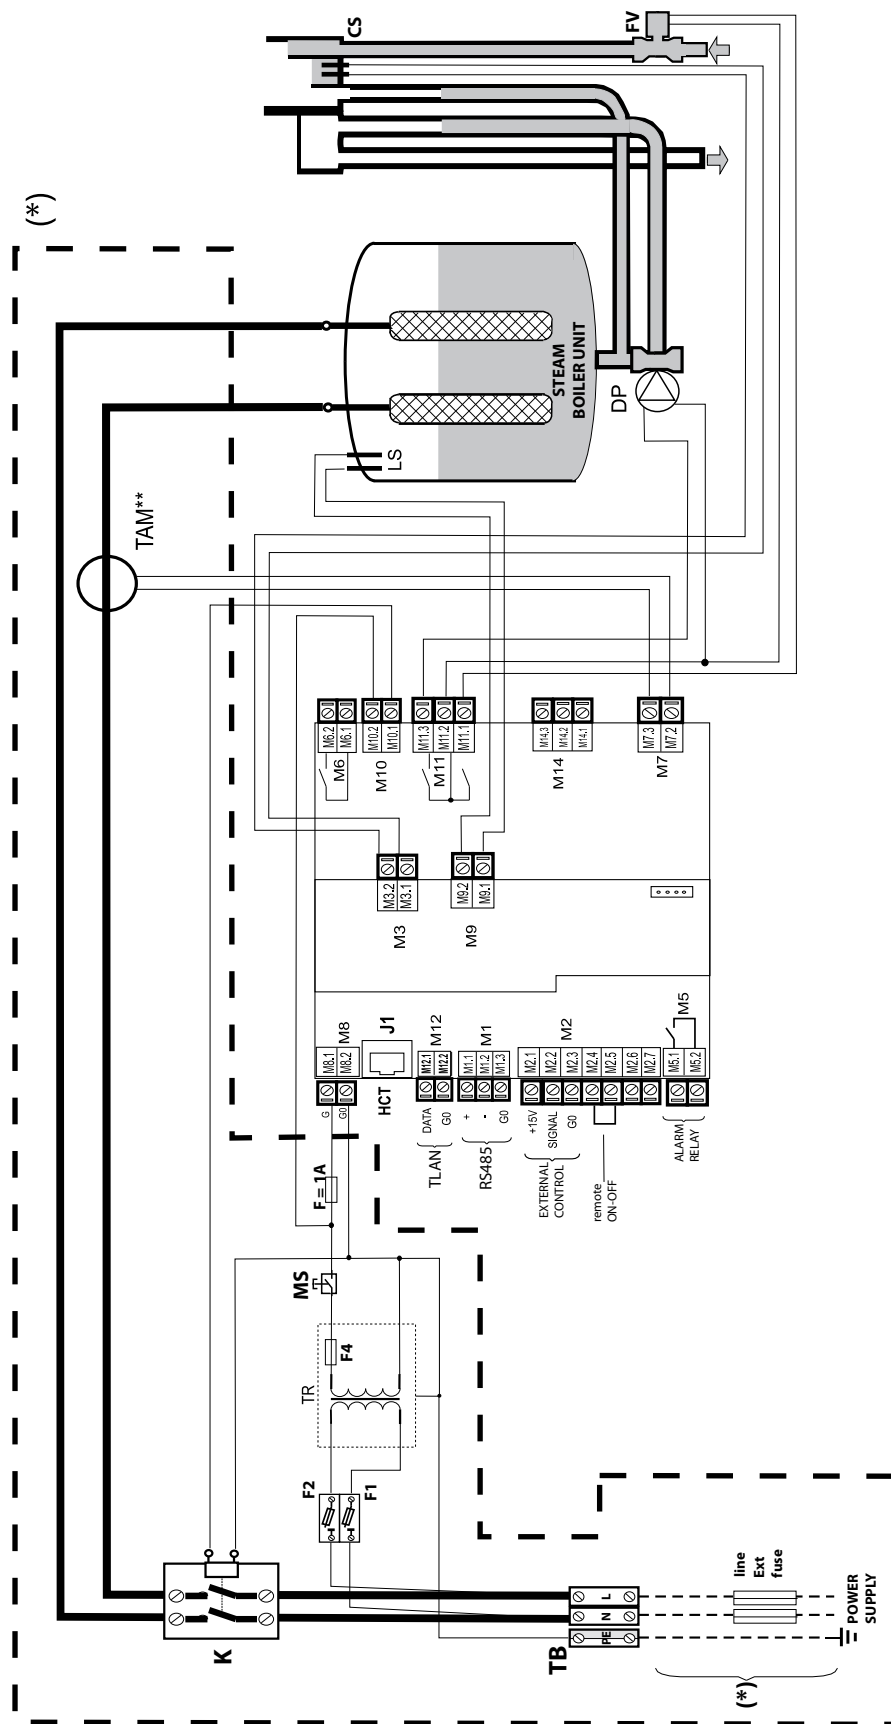 CS
FV
(*)
STEAM
BOILER UNIT
DP
LS
TAM**
M6.2
M6.1
M6
M10.2
M10.1
M10
M11.3
M11.2
M11.1
M11
M14.3
M14.2
M14.1
M14
M7.3
M7.2
M7
M3.2
M3.1
M3
M9.2
M9.1
M9
M8.1
M8.2
M8
G
G0
J1
HCT
M12
M12.1
M12.2
DATA
G0
TLAN
M1
M1.1
M1.2
M1.3
+
-
G0
RS485
M2
M2.1
M2.2
M2.3
M2.4
M2.5
M2.6
M2.7
+15V
SIGNAL
G0
EXTERNAL
CONTROL
remote
ON-OFF
M5
M5.1
M5.2
ALARM
RELAY
F = 1A
MS
F4
TR
F2
F1
K
TB
L
N
PE
line
Ext
fuse
POWER
SUPPLY
(*)